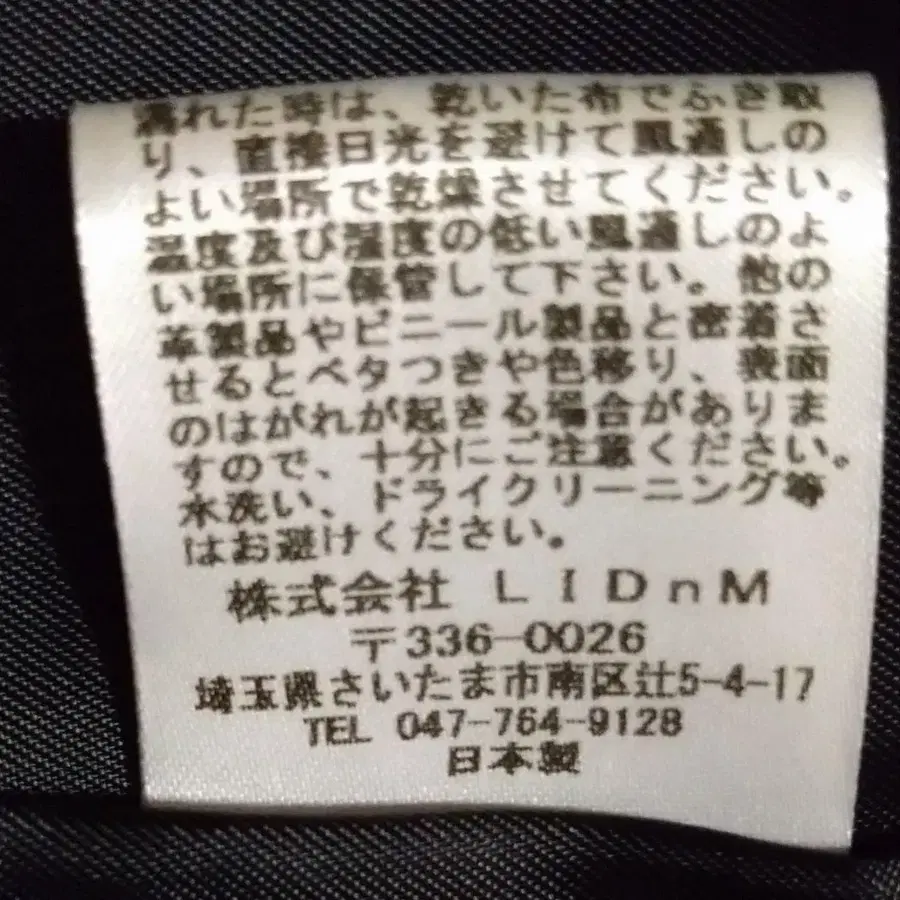 濡れた時は、乾いた布でふき取
り、直接日光を避けて風通しの
よい場所で乾燥させてください。
温度及び湿度の低い風通しのよ
い場所に保管して下さい。他の
革製品やビニール製品と密着さ
せるとベタつきや色移り、表面
のはがれが起きる場合がありま
すので、十分にご注意ください。
水洗い、ドライクリーニング等
はお避けください。
株式会社 ＬＩＤｎＭ
〒336-0026
埼玉県さいたま市南区辻5-4-17
TEL 047-764-9128
日本製